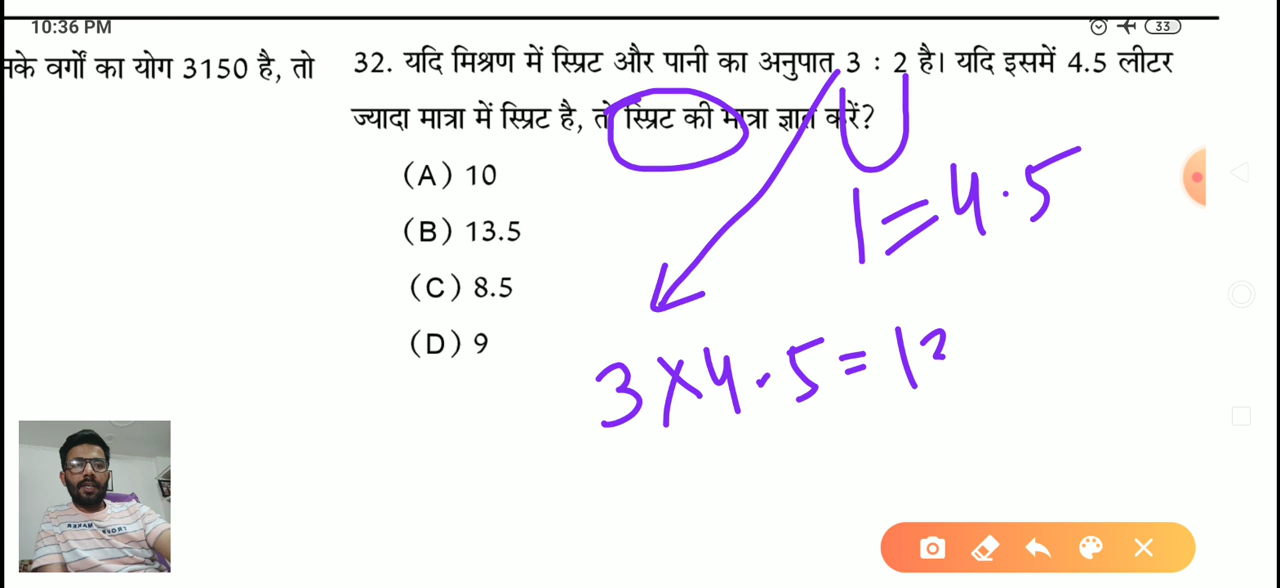 10:36 PM
33
नके वर्गों का योग 3150 है, तो
32. यदि मिश्रण में स्प्रिट और पानी का अनुपात 3 : 2 है। यदि इसमें 4.5 लीटर
ज्यादा मात्रा में स्प्रिट है, तो स्प्रिट की मात्रा ज्ञात करें?
(A) 10
(B) 13.5
(C) 8.5
(D) 9
1=4.5
3×4.5=13